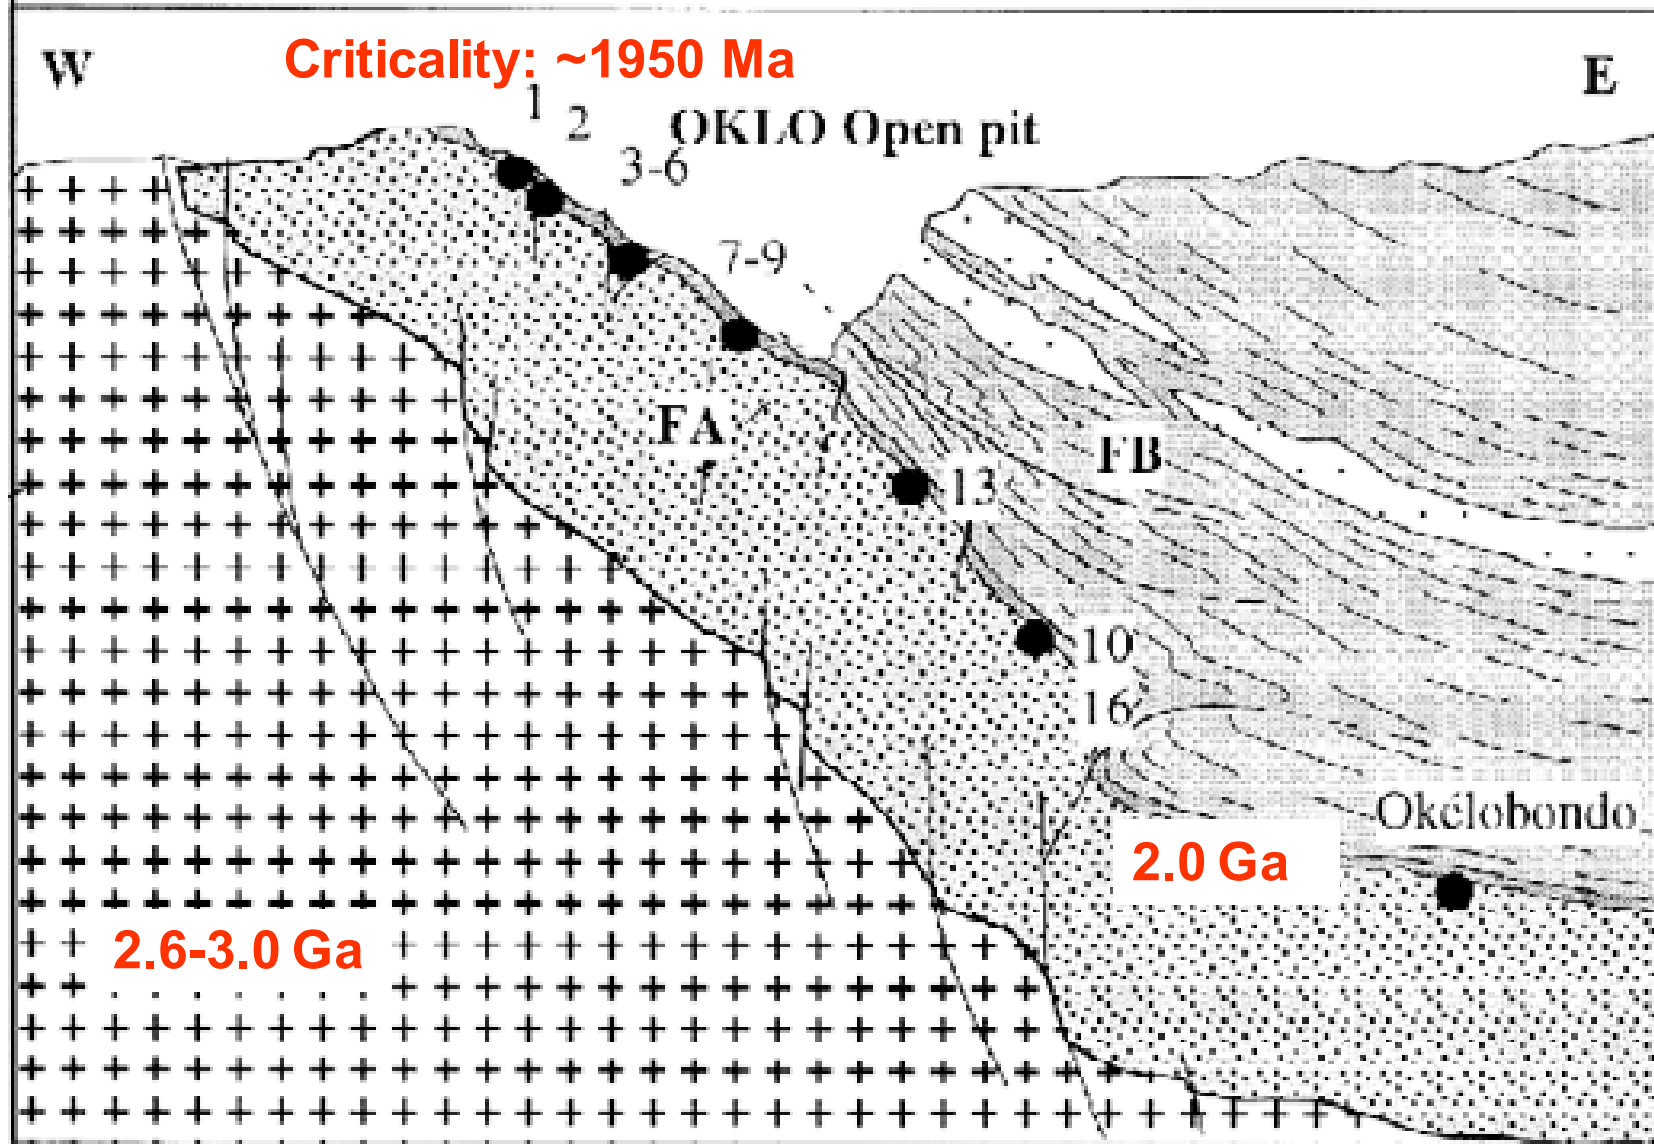 W
Criticality: ~1950 Ma
E
1
2
OKLO Open pit
3-6
7-9
FA
FB
13
10
16
Okélobondo
2.0 Ga
2.6-3.0 Ga